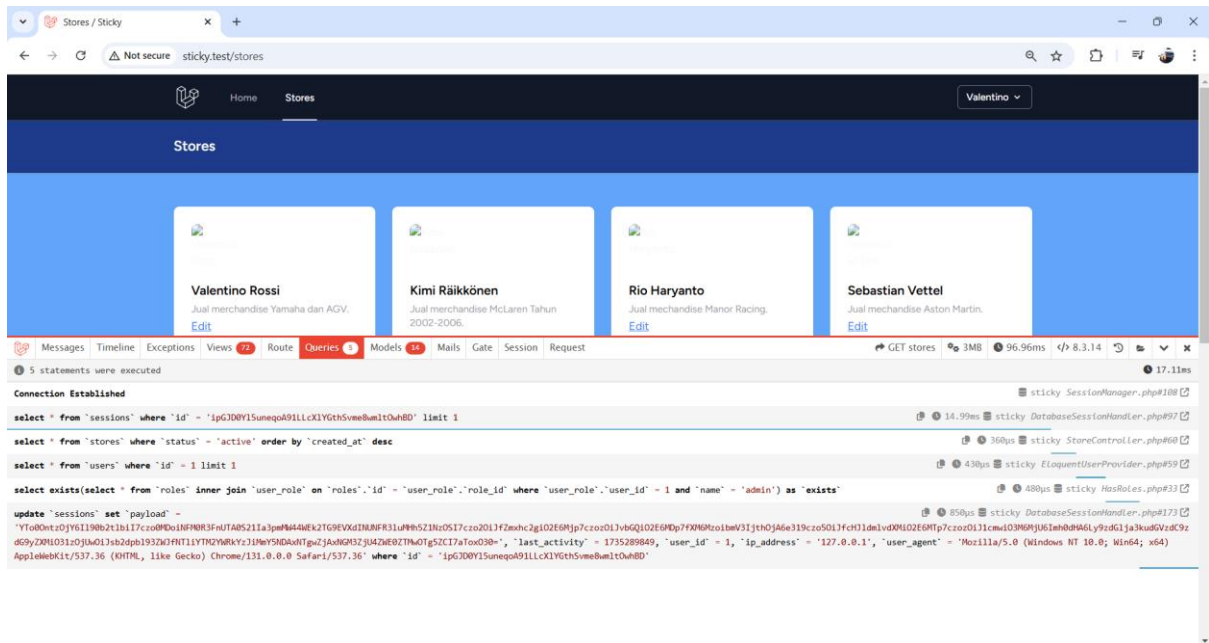 Stores / Sticky
Not secure sticky.test/stores
Home Stores Valentino
Stores
Valentino Rossi
Jual merchandise Yamaha dan AGV.
Edit
Kimi Räikkönen
Jual merchandise McLaren Tahun
2002-2006.
Rio Haryanto
Jual mechandise Manor Racing.
Edit
Sebastian Vettel
Jual mechandise Aston Martin.
Edit
Messages Timeline Exceptions Views 72 Route Queries 5 Models 14 Mails Gate Session Request GET stores 3MB 96.96ms 8.3.14
5 statements were executed 17.11ms
Connection Established sticky SessionManager.php#108
select * from `sessions` where `id` = limit 1 14.99ms sticky DatabaseSessionHandler.php#97
select * from `stores` where `status` = 'active' order by `created_at` desc 360μs sticky StoreController.php#60
select * from `users` where `id` = 1 limit 1 430μs sticky EloquentUserProvider.php#59
select exists(select * from `roles` inner join `user_role` on `roles`.`id` = `user_role`.`role_id` where `user_role`.`user_id` = 1 and `name` = 'admin') as `exists` 480μs sticky HasRoles.php#33
update `sessions` set `payload` = 850μs sticky DatabaseSessionHandler.php#173
`last_activity` = 1735289849, `user_id` = 1, `ip_address` = '127.0.0.1', `user_agent` = 'Mozilla/5.0 (Windows NT 10.0; Win64; x64)
AppleWebKit/537.36 (KHTML, like Gecko) Chrome/131.0.0.0 Safari/537.36' where `id` =